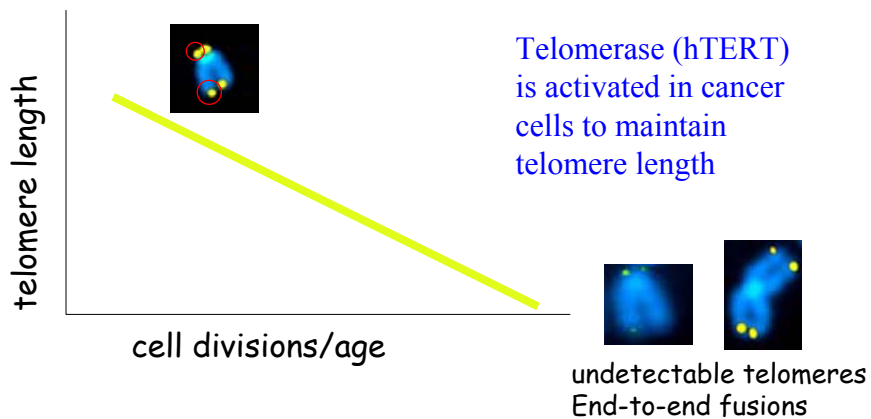 Telomerase (hTERT)
is activated in cancer
cells to maintain
telomere length
telomere length
cell divisions/age
undetectable telomeres
End-to-end fusions